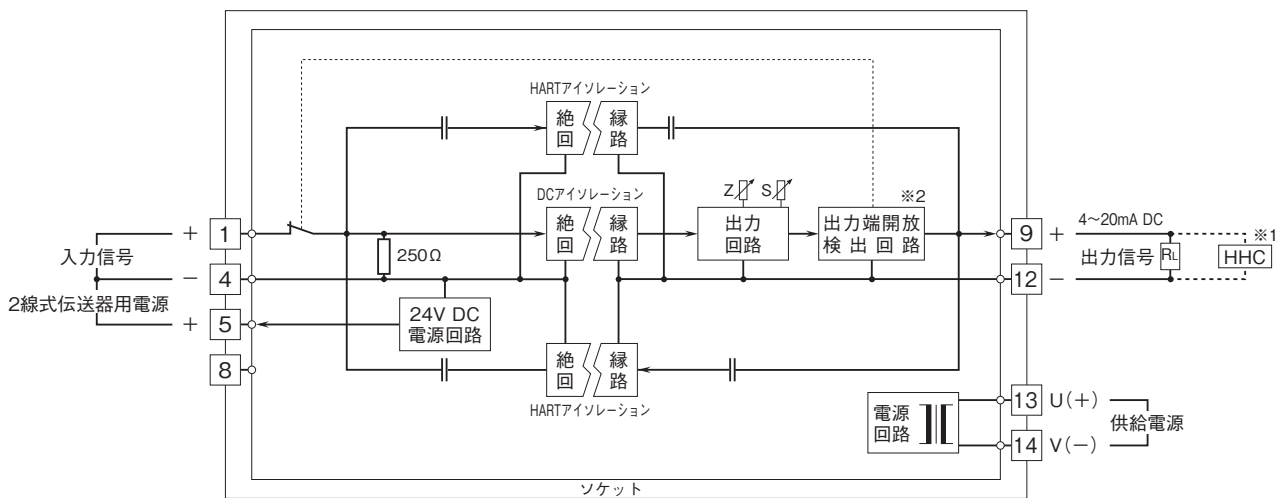 HARTアイソレーション
絶回
縁路
DCアイソレーション
絶回
縁路
Z
S
出力
回路
※2
出力端開放
検出回路
入力信号
2線式伝送器用電源
+
1
−
4
+
5
8
250Ω
24V DC
電源回路
絶回
縁路
HARTアイソレーション
9
+
12
−
4〜20mA DC
出力信号
RL
※1
HHC
電源
回路
13
U(+)
14
V(−)
供給電源
ソケット